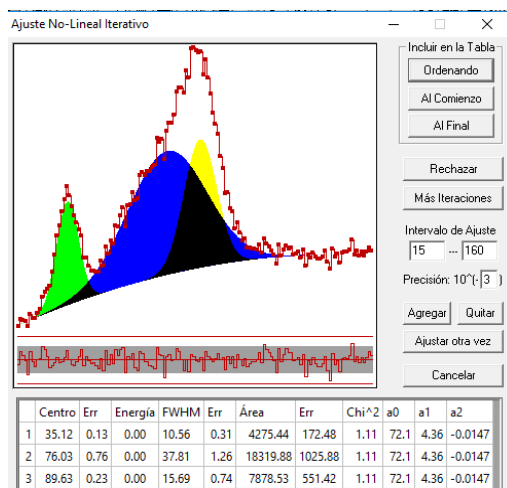 Ajuste No-Lineal Iterativo
Incluir en la Tabla
Ordenando
Al Comienzo
Al Final
Rechazar
Más Iteraciones
Intervalo de Ajuste
15 ... 160
Precisión: 10^(- 3 )
Agregar Quitar
Ajustar otra vez
Cancelar
Centro Err Energía FWHM Err Área Err Chi^2 a0 a1 a2
1 35.12 0.13 0.00 10.56 0.31 4275.44 172.48 1.11 72.1 4.36 -0.0147
2 76.03 0.76 0.00 37.81 1.26 18319.88 1025.88 1.11 72.1 4.36 -0.0147
3 89.63 0.23 0.00 15.69 0.74 7878.53 551.42 1.11 72.1 4.36 -0.0147